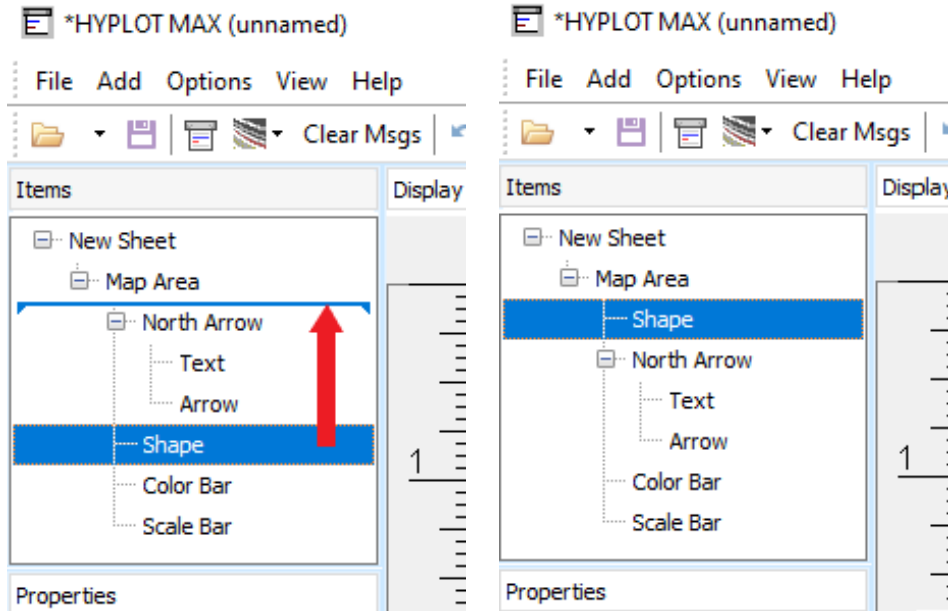 *HYPLOT MAX (unnamed)
File Add Options View Help
Clear Msgs
Items
Display
New Sheet
Map Area
North Arrow
Text
Arrow
Shape
Color Bar
Scale Bar
1
Properties
*HYPLOT MAX (unnamed)
File Add Options View Help
Clear Msgs
Items
Display
New Sheet
Map Area
Shape
North Arrow
Text
Arrow
Color Bar
Scale Bar
1
Properties